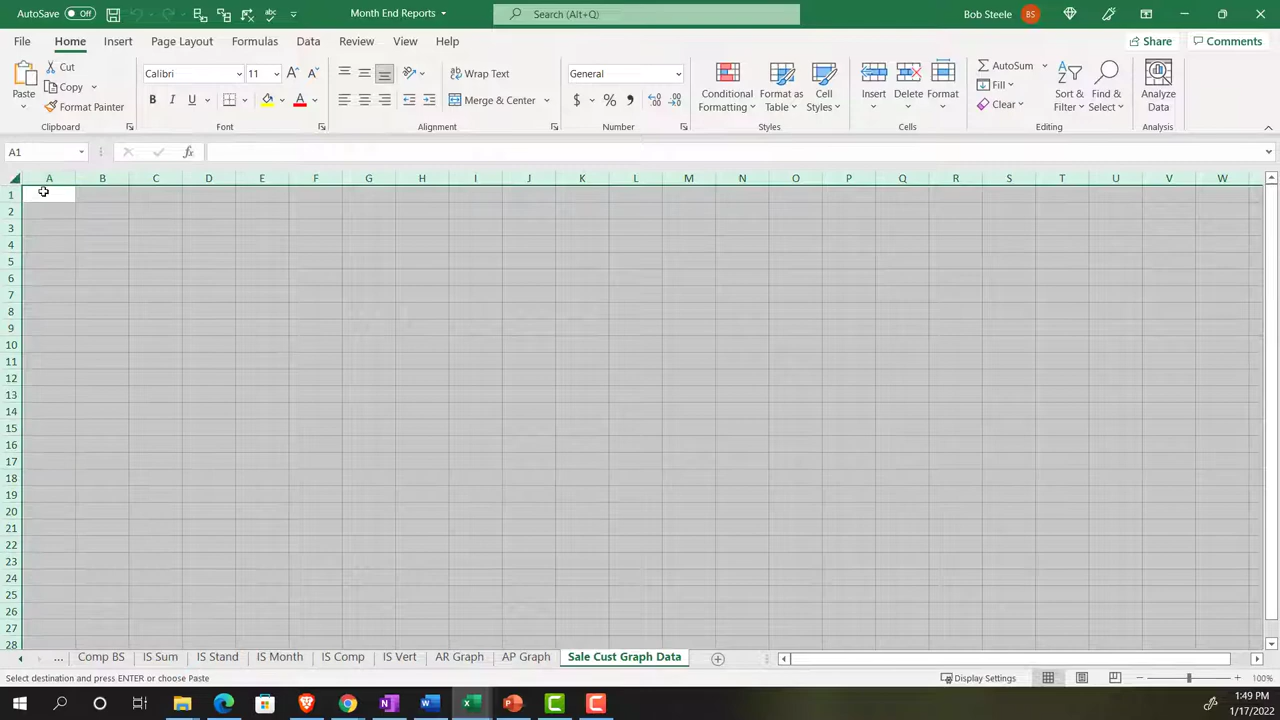 AutoSave Off Month End Reports Search (Alt+Q) Bob Steele BS
File Home Insert Page Layout Formulas Data Review View Help Share Comments
Paste Cut Copy Format Painter Clipboard
Calibri 11 B I U A Font
Wrap Text Merge & Center Alignment
General $ % , Number
Conditional Formatting Format as Table Cell Styles Styles
Insert Delete Format Cells
AutoSum Fill Clear Sort & Filter Find & Select Editing
Analyze Data Analysis
A1 fx
A B C D E F G H I J K L M N O P Q R S T U V W
1
2
3
4
5
6
7
8
9
10
11
12
13
14
15
16
17
18
19
20
21
22
23
24
25
26
27
28
... Comp BS IS Sum IS Stand IS Month IS Comp IS Vert AR Graph AP Graph Sale Cust Graph Data
Select destination and press ENTER or choose Paste Display Settings 100%
1:49 PM
1/17/2022